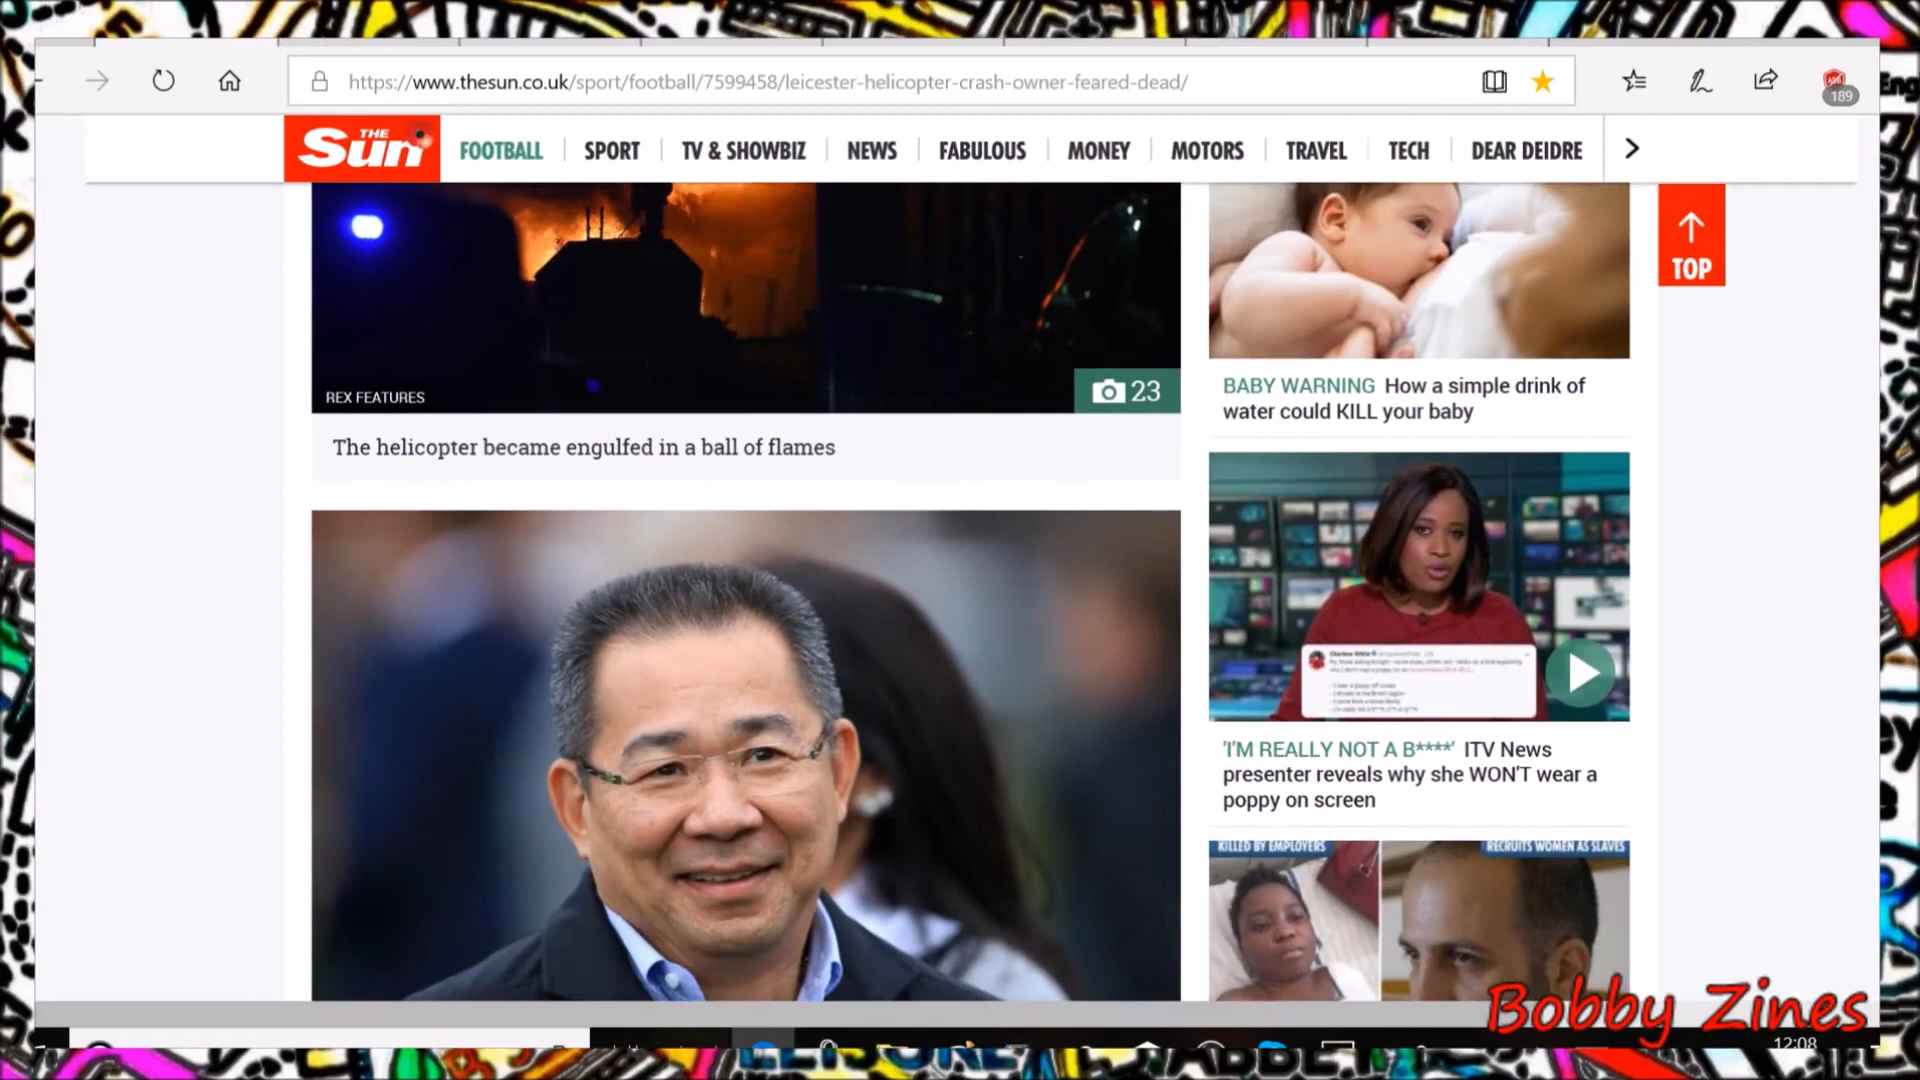 https://www.thesun.co.uk/sport/football/7599458/leicester-helicopter-crash-owner-feared-dead/
189
THE
Sun
FOOTBALL
SPORT
TV & SHOWBIZ
NEWS
FABULOUS
MONEY
MOTORS
TRAVEL
TECH
DEAR DEIDRE
TOP
REX FEATURES
23
The helicopter became engulfed in a ball of flames
BABY WARNING How a simple drink of
water could KILL your baby
'I'M REALLY NOT A B****' ITV News
presenter reveals why she WON'T wear a
poppy on screen
KILLED BY EMPLOYERS
RECRUITS WOMEN AS SLAVES
Bobby Zines
12:08